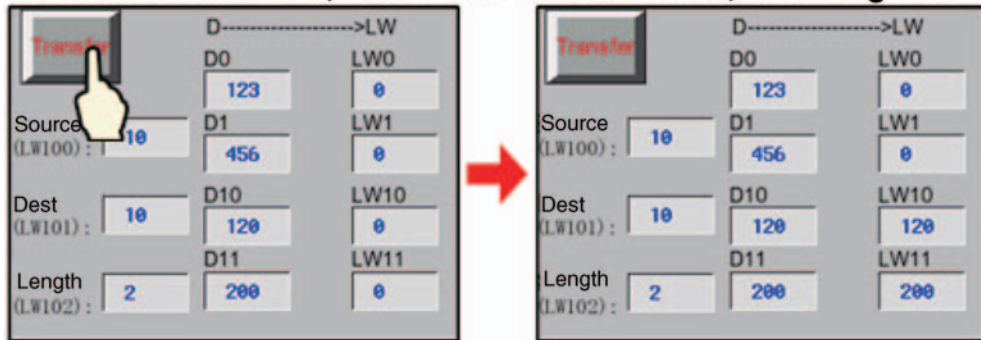 D---------------->LW
Transfer
D0 LW0
123 0
Source D1 LW1
(LW100) : 10
456 0
Dest D10 LW10
(LW101) : 10
120 0
Length D11 LW11
(LW102) : 2 200 0
D---------------->LW
Transfer
D0 LW0
123 0
Source D1 LW1
(LW100) : 10
456 0
Dest D10 LW10
(LW101) : 10
120 120
Length D11 LW11
(LW102) : 2 200 200